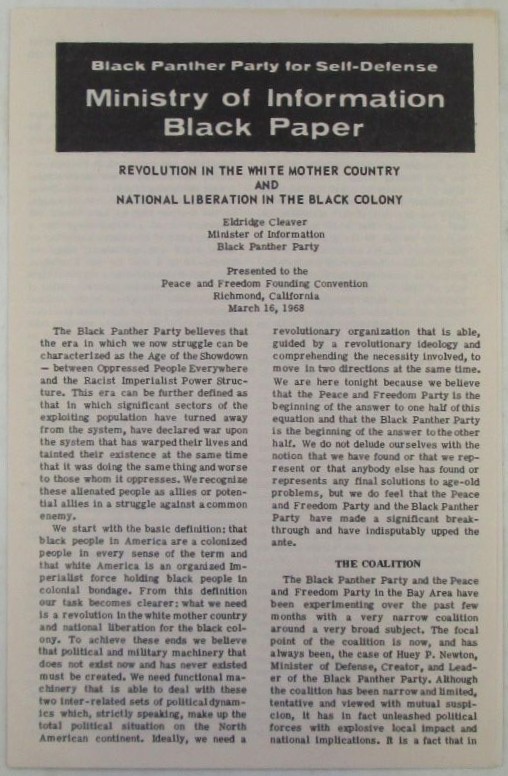 Black Panther Party for Self-Defense
Ministry of Information
Black Paper
REVOLUTION IN THE WHITE MOTHER COUNTRY
AND
NATIONAL LIBERATION IN THE BLACK COLONY
Eldridge Cleaver
Minister of Information
Black Panther Party
Presented to the
Peace and Freedom Founding Convention
Richmond, California
March 16, 1968
The Black Panther Party believes that
the era in which we now struggle can be
characterized as the Age of the Showdown
— between Oppressed People Everywhere
and the Racist Imperialist Power Struc-
ture. This era can be further defined as
that in which significant sectors of the
exploiting population have turned away
from the system, have declared war upon
the system that has warped their lives and
tainted their existence at the same time
that it was doing the same thing and worse
to those whom it oppresses. We recognize
these alienated people as allies or poten-
tial allies in a struggle against a common
enemy.
We start with the basic definition: that
black people in America are a colonized
people in every sense of the term and
that white America is an organized Im-
perialist force holding black people in
colonial bondage. From this definition
our task becomes clearer: what we need
is a revolution in the white mother country
and national liberation for the black col-
ony. To achieve these ends we believe
that political and military machinery that
does not exist now and has never existed
must be created. We need functional ma-
chinery that is able to deal with these
two inter-related sets of political dynam-
ics which, strictly speaking, make up the
total political situation on the North
American continent. Ideally, we need a
revolutionary organization that is able,
guided by a revolutionary ideology and
comprehending the necessity involved, to
move in two directions at the same time.
We are here tonight because we believe
that the Peace and Freedom Party is the
beginning of the answer to one half of this
equation and that the Black Panther Party
is the beginning of the answer to the other
half. We do not delude ourselves with the
notion that we have found or that we rep-
resent or that anybody else has found or
represents any final solutions to age-old
problems, but we do feel that the Peace
and Freedom Party and the Black Panther
Party have made a significant break-
through and have indisputably upped the
ante.
THE COALITION
The Black Panther Party and the Peace
and Freedom Party in the Bay Area have
been experimenting over the past few
months with a very narrow coalition
around a very broad subject. The focal
point of the coalition is now, and has
always been, the case of Huey P. Newton,
Minister of Defense, Creator, and Lead-
er of the Black Panther Party. Although
the coalition has been narrow and limited,
tentative and viewed with mutual suspi-
cion, it has in fact unleashed political
forces with explosive local impact and
national implications. It is a fact that in